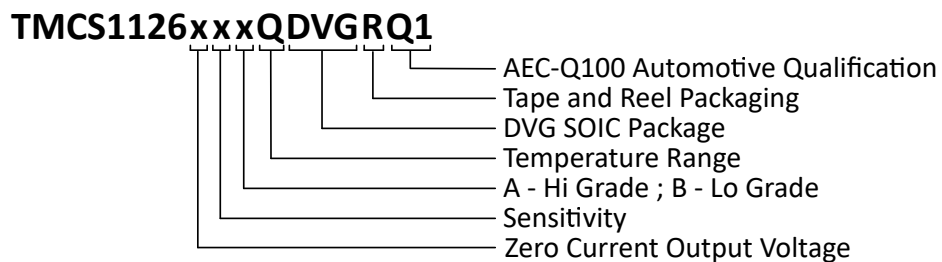 TMCS1126xxxQDVGRQ1
AEC-Q100 Automotive Qualification
Tape and Reel Packaging
DVG SOIC Package
Temperature Range
A - Hi Grade ; B - Lo Grade
Sensitivity
Zero Current Output Voltage